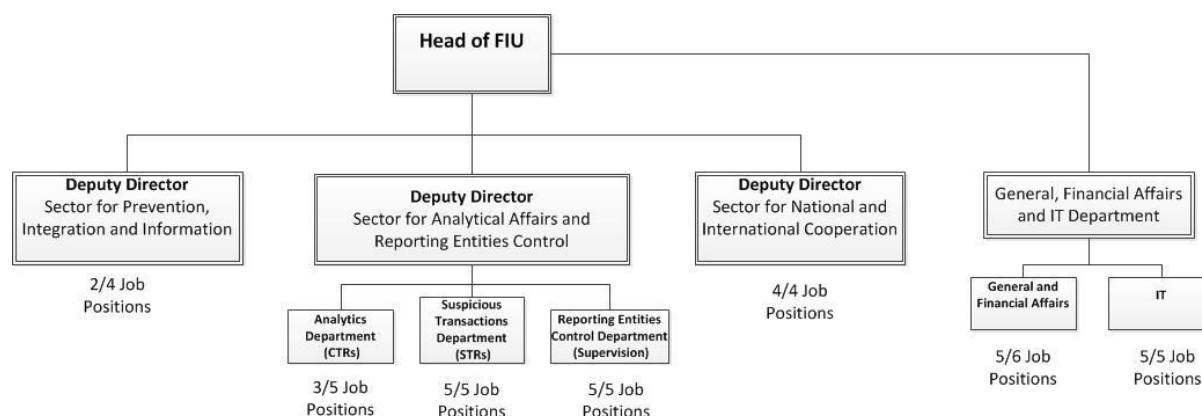 Head of FIU
Deputy Director
Sector for Prevention,
Integration and Information
2/4 Job
Positions
Deputy Director
Sector for Analytical Affairs and
Reporting Entities Control
Analytics
Department
(CTRs)
3/5 Job
Positions
Suspicious
Transactions
Department
(STRs)
5/5 Job
Positions
Reporting Entities
Control Department
(Supervision)
5/5 Job
Positions
Deputy Director
Sector for National and
International Cooperation
4/4 Job
Positions
General, Financial Affairs
and IT Department
General and
Financial Affairs
5/6 Job
Positions
IT
5/5 Job
Positions